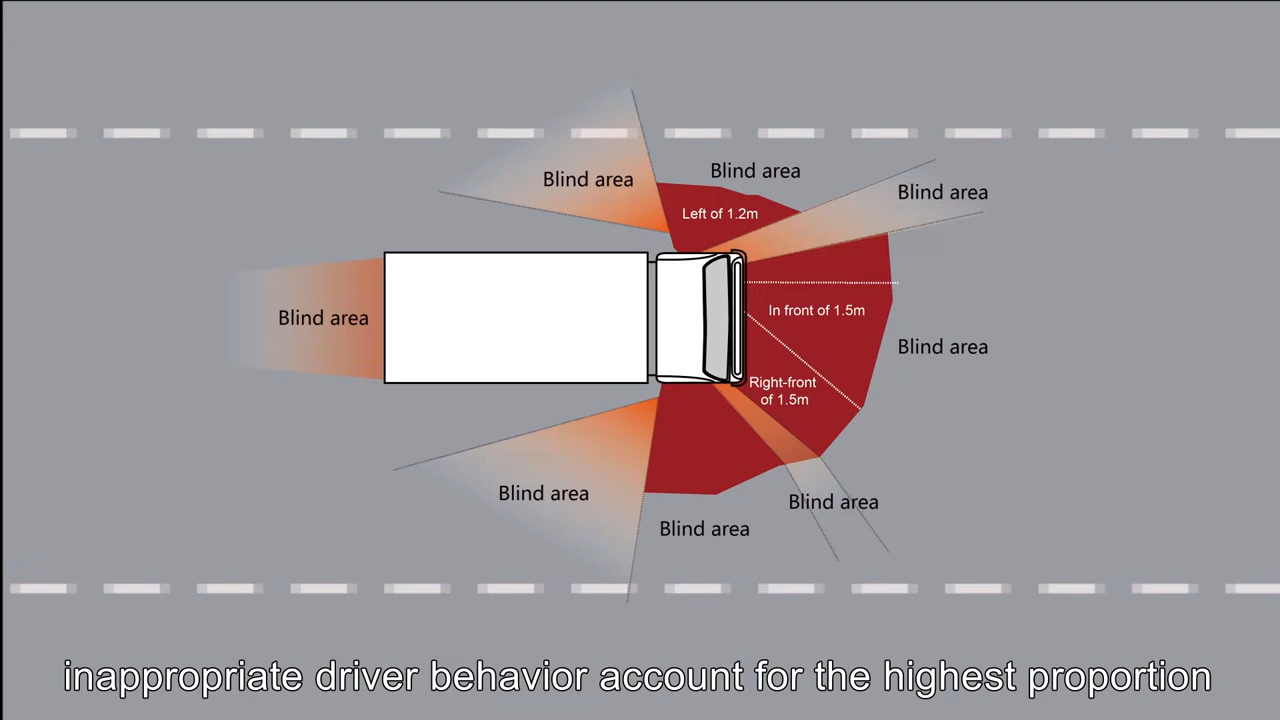 Blind area
Blind area
Blind area
Left of 1.2m
In front of 1.5m
Blind area
Blind area
Right-front
of 1.5m
Blind area
Blind area
Blind area
inappropriate driver behavior account for the highest proportion